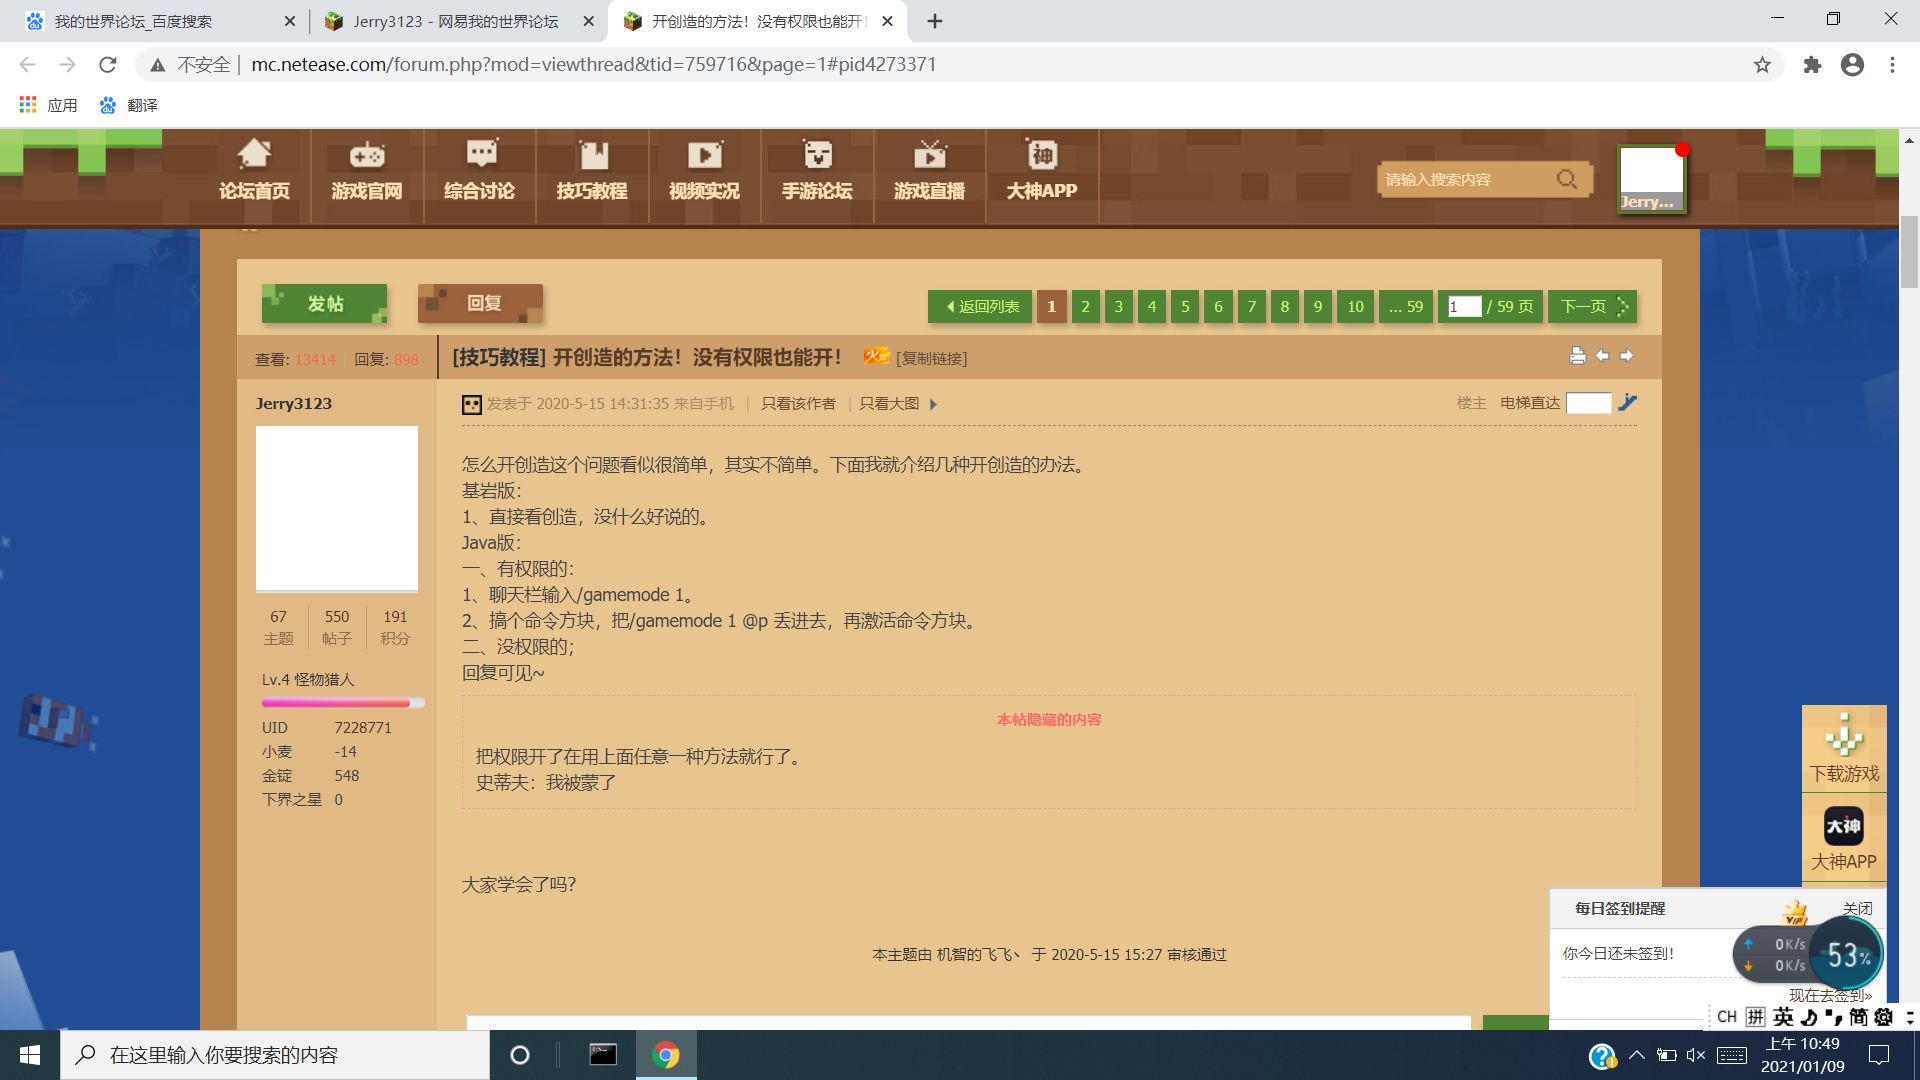 我的世界论坛_百度搜索
Jerry3123 - 网易我的世界论坛
开创造的方法！没有权限也能开！
不安全 | mc.netease.com/forum.php?mod=viewthread&tid=759716&page=1#pid4273371
应用 翻译
论坛首页 游戏官网 综合讨论 技巧教程 视频实况 手游论坛 游戏直播 大神APP
请输入搜索内容
Jerry...
发帖 回复
返回列表 1 2 3 4 5 6 7 8 9 10 ... 59 1 / 59 页 下一页
查看: 13414 回复: 898
[技巧教程] 开创造的方法！没有权限也能开！ 火 [复制链接]
Jerry3123
发表于 2020-5-15 14:31:35 来自手机 | 只看该作者 | 只看大图
楼主 电梯直达
怎么开创造这个问题看似很简单，其实不简单。下面我就介绍几种开创造的办法。
基岩版：
1、直接看创造，没什么好说的。
Java版：
一、有权限的：
1、聊天栏输入/gamemode 1。
2、搞个命令方块，把/gamemode 1 @p 丢进去，再激活命令方块。
二、没权限的；
回复可见~
本帖隐藏的内容
把权限开了在用上面任意一种方法就行了。
史蒂夫：我被蒙了
大家学会了吗？
本主题由 机智的飞飞丶 于 2020-5-15 15:27 审核通过
67 550 191
主题 帖子 积分
Lv.4 怪物猎人
UID 7228771
小麦 -14
金锭 548
下界之星 0
下载游戏
大神
大神APP
每日签到提醒 VIP 关闭
你今日还未签到！
0K/s
0K/s
53%
现在去签到»
CH 拼 英 简
在这里输入你要搜索的内容
上午 10:49
2021/01/09